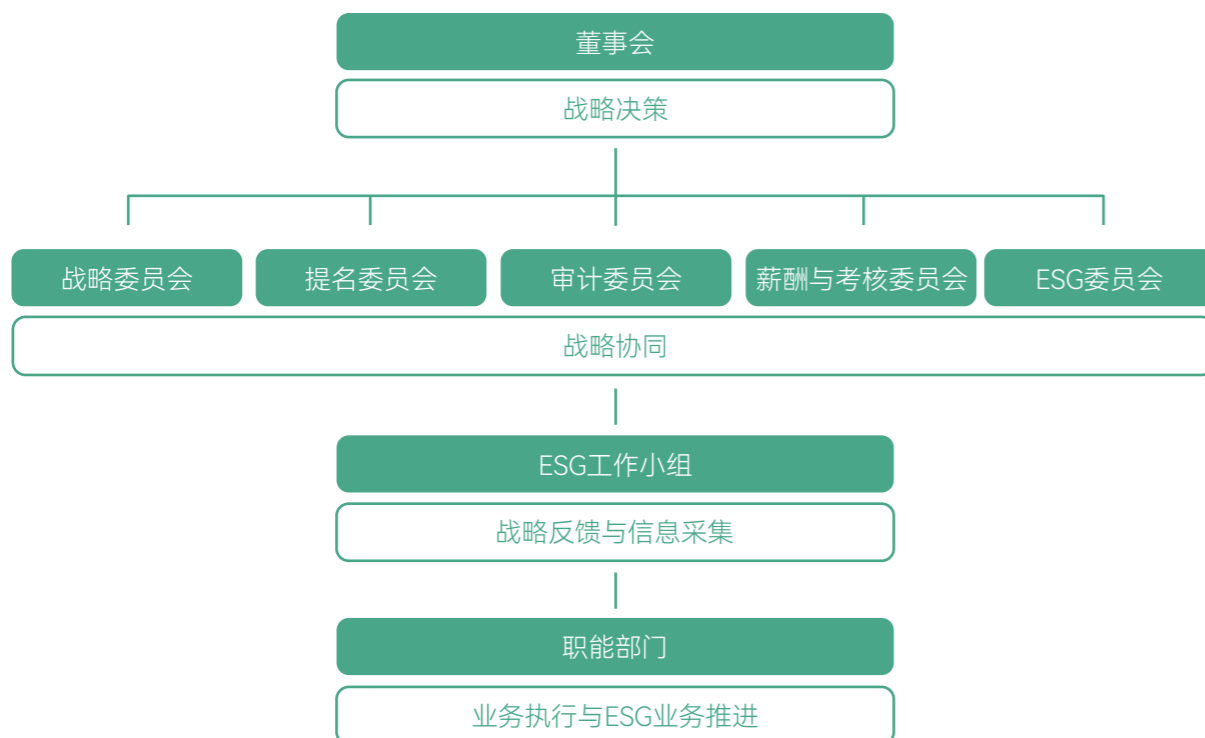 董事会
战略决策
战略委员会
提名委员会
审计委员会
薪酬与考核委员会
ESG委员会
战略协同
ESG工作小组
战略反馈与信息采集
职能部门
业务执行与ESG业务推进